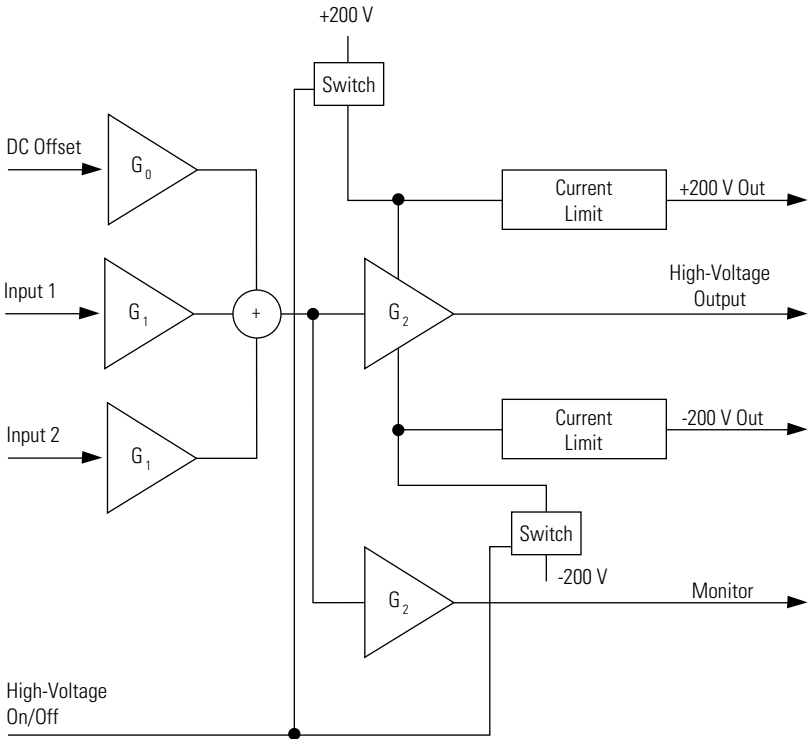 +200 V
Switch
DC Offset
G0
Current
Limit
+200 V Out
Input 1
G1
+
G2
High-Voltage
Output
Input 2
G1
Current
Limit
-200 V Out
Switch
-200 V
G2
Monitor
High-Voltage
On/Off